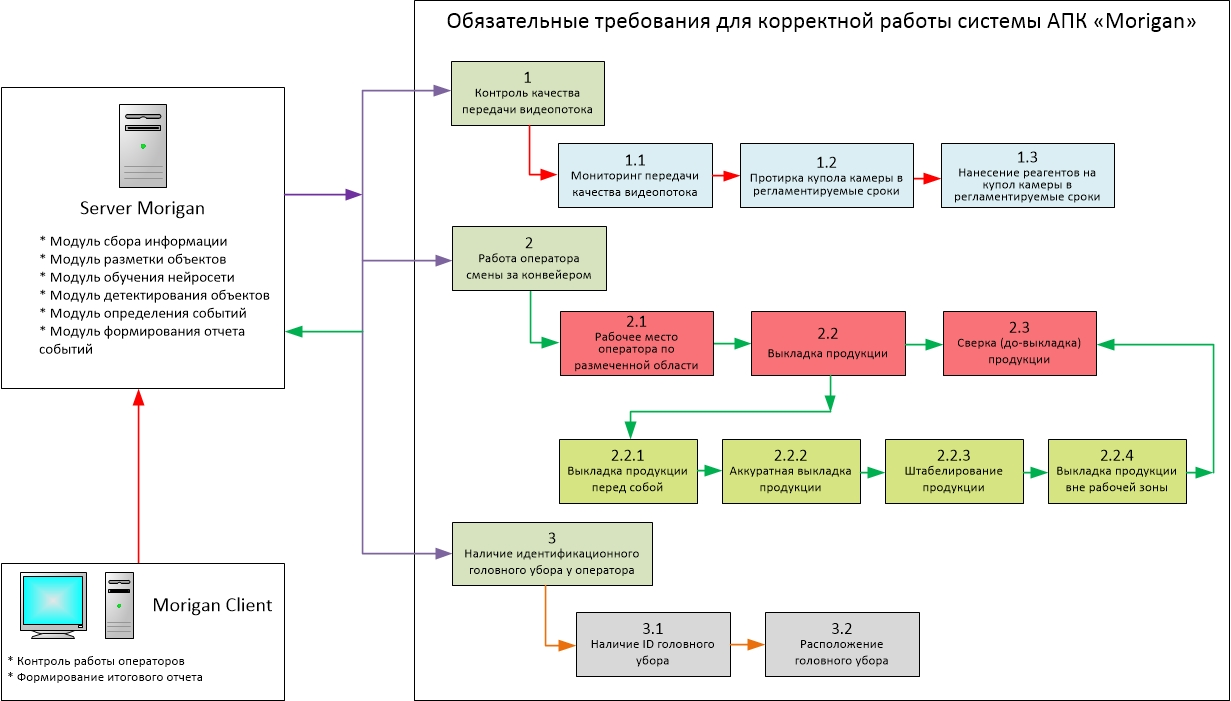 Обязательные требования для корректной работы системы АПК «Morigan»
Server Morigan
* Модуль сбора информации
* Модуль разметки объектов
* Модуль обучения нейросети
* Модуль детектирования объектов
* Модуль определения событий
* Модуль формирования отчета
событий
Morigan Client
* Контроль работы операторов
* Формирование итогового отчета
1
Контроль качества
передачи видеопотока
1.1
Мониторинг передачи
качества видеопотока
1.2
Протирка купола камеры в
регламентируемые сроки
1.3
Нанесение реагентов на
купол камеры в
регламентируемые сроки
2
Работа оператора
смены за конвейером
2.1
Рабочее место
оператора по
размеченной области
2.2
Выкладка продукции
2.3
Сверка (до-выкладка)
продукции
2.2.1
Выкладка продукции
перед собой
2.2.2
Аккуратная выкладка
продукции
2.2.3
Штабелирование
продукции
2.2.4
Выкладка продукции
вне рабочей зоны
3
Наличие идентификационного
головного убора у оператора
3.1
Наличие ID головного
убора
3.2
Расположение
головного убора